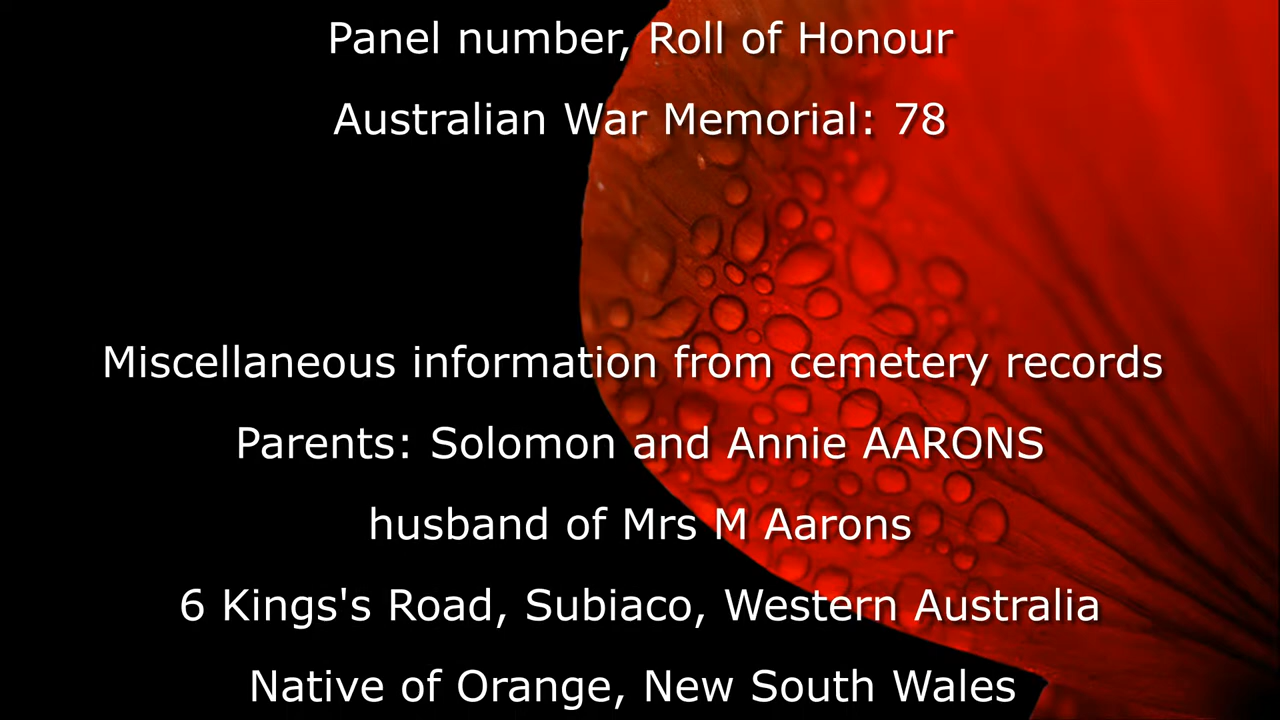 Panel number, Roll of Honour
Australian War Memorial: 78
Miscellaneous information from cemetery records
Parents: Solomon and Annie AARONS
husband of Mrs M Aarons
6 Kings's Road, Subiaco, Western Australia
Native of Orange, New South Wales